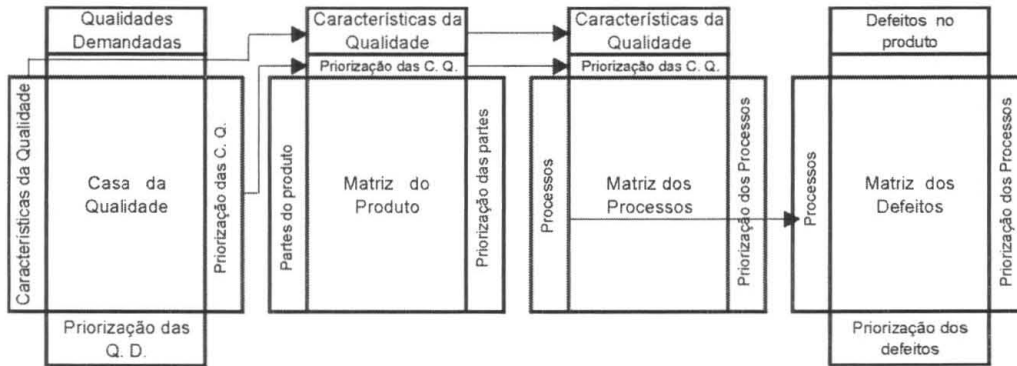 Qualidades
Demandadas
Características da Qualidade
Casa da
Qualidade
Priorização das C. Q.
Priorização das
Q. D.
Características da
Qualidade
Priorização das C. Q.
Partes do produto
Matriz do
Produto
Priorização das partes
Características da
Qualidade
Priorização das C. Q.
Processos
Matriz dos
Processos
Priorização dos Processos
Defeitos no
produto
Processos
Matriz dos
Defeitos
Priorização dos Processos
Priorização dos
defeitos